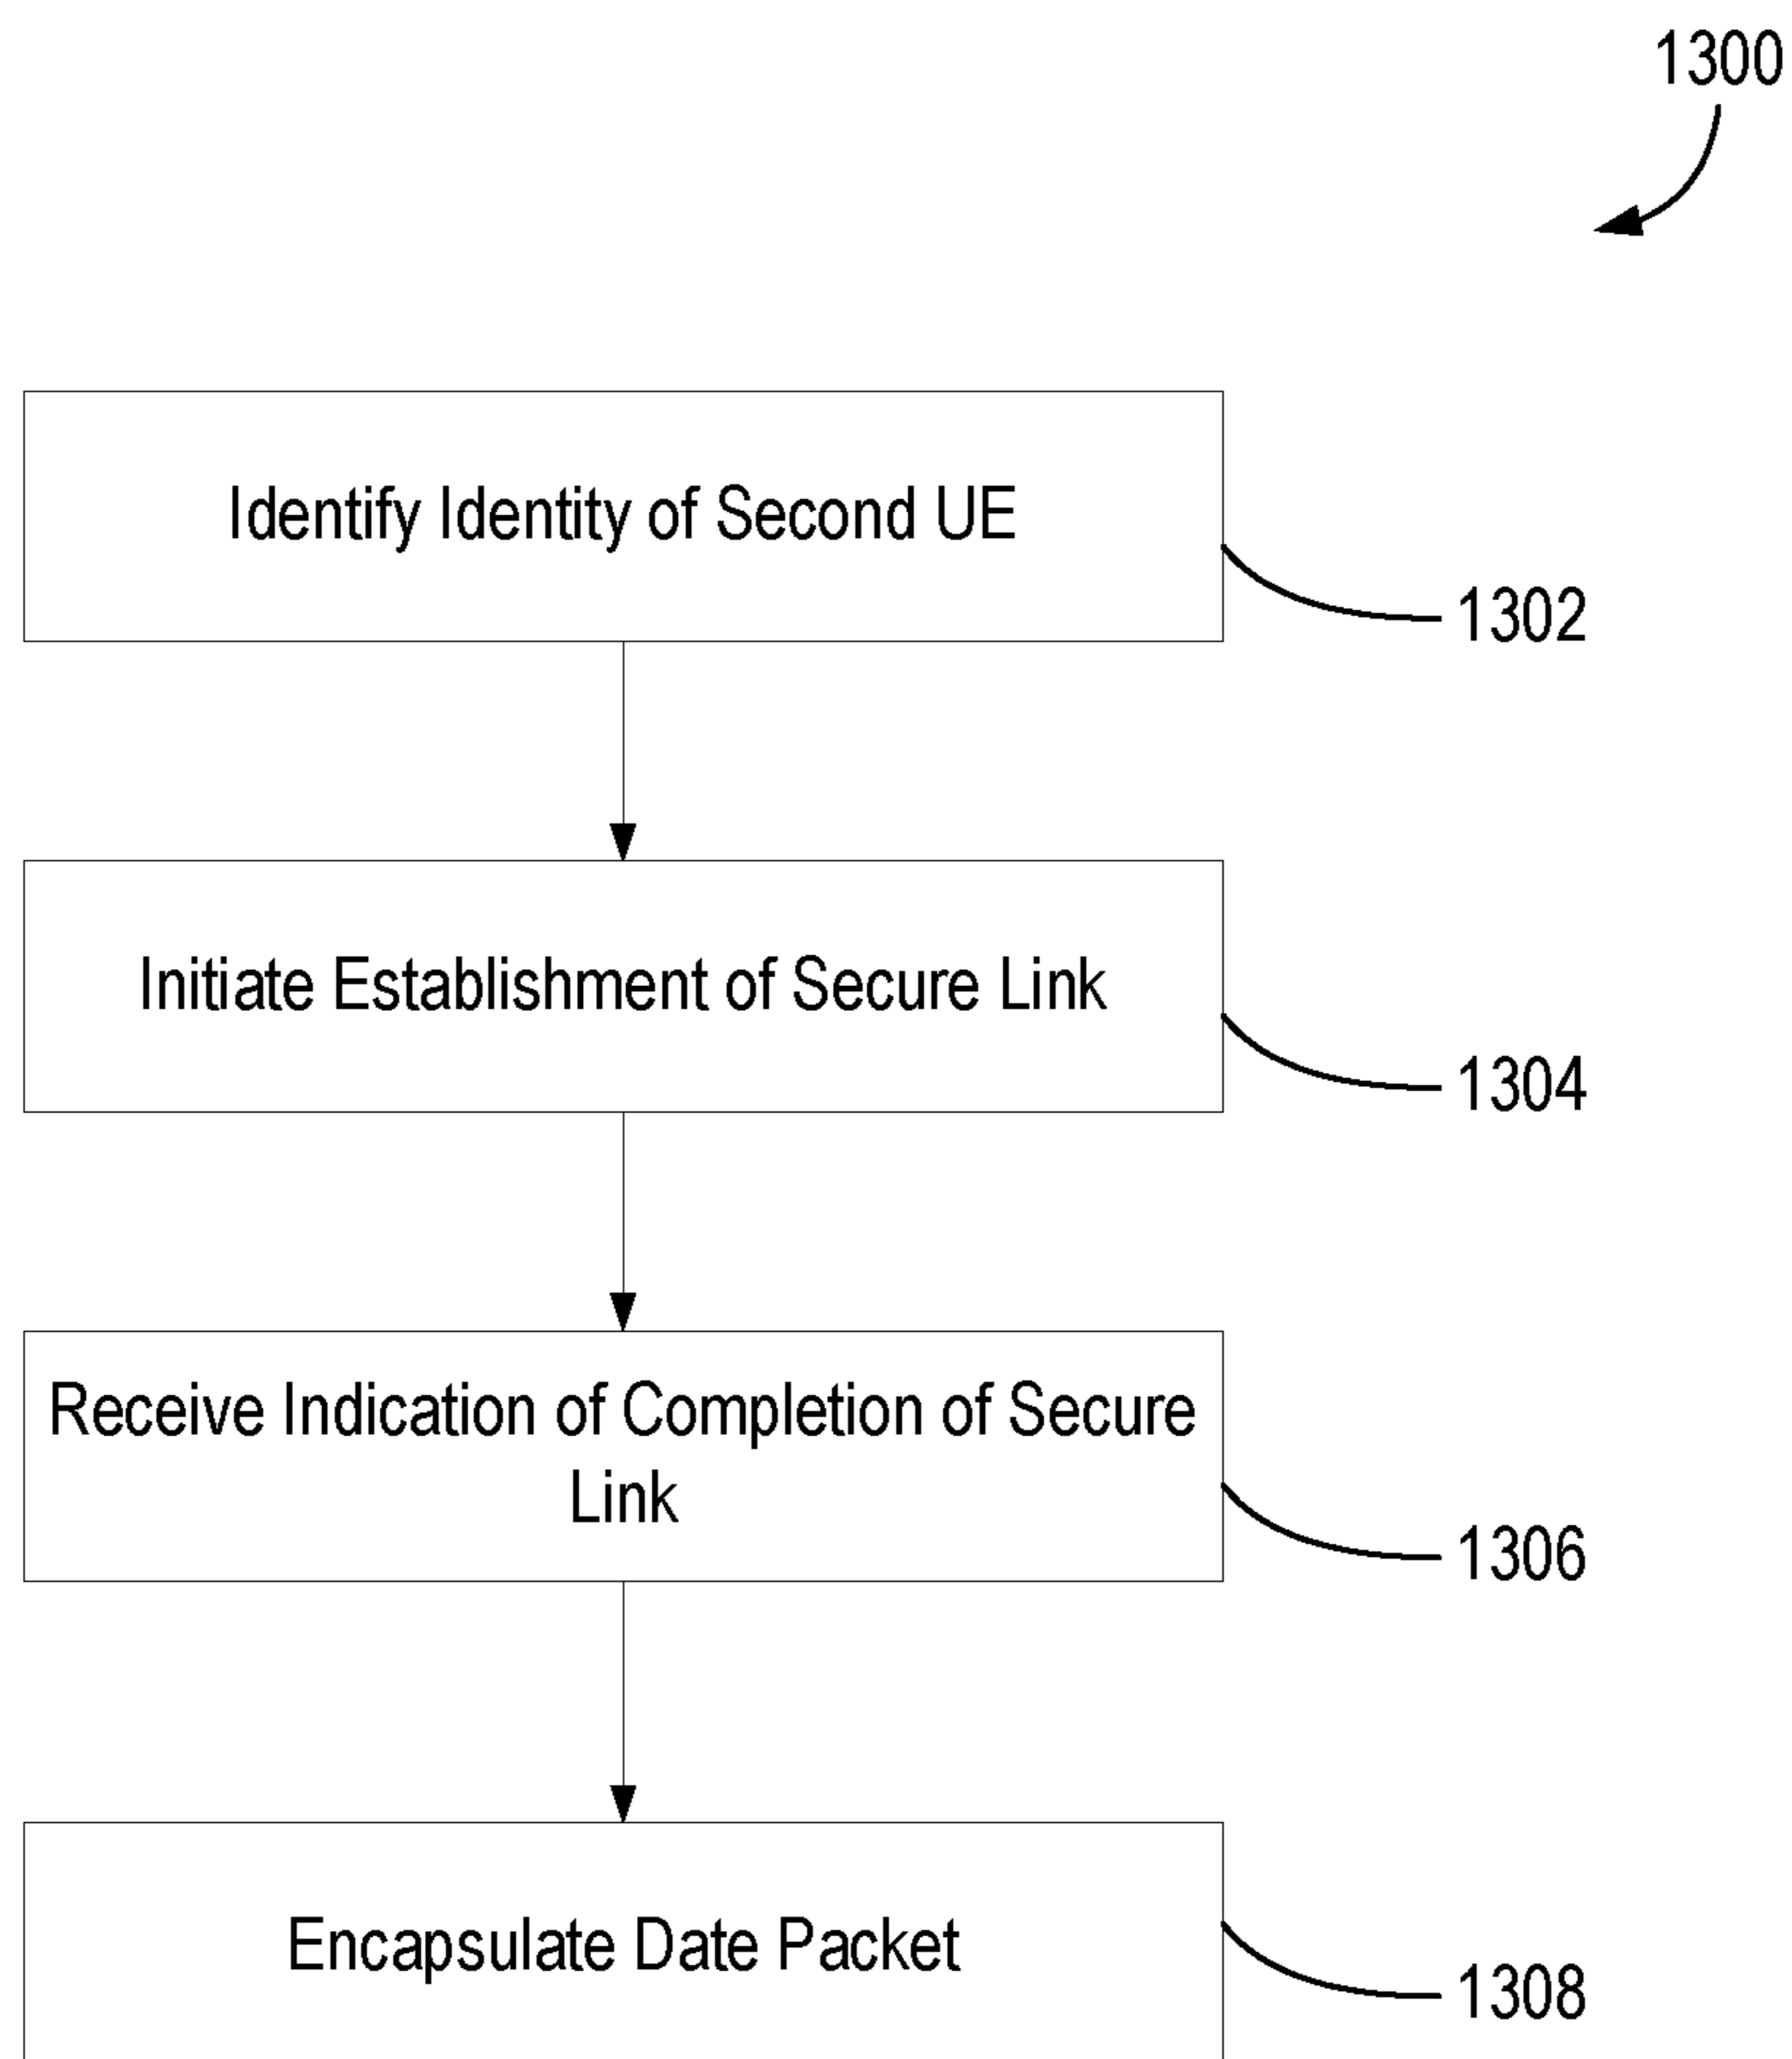 1300
Identify Identity of Second UE
1302
Initiate Establishment of Secure Link
1304
Receive Indication of Completion of Secure
Link
1306
Encapsulate Date Packet
1308